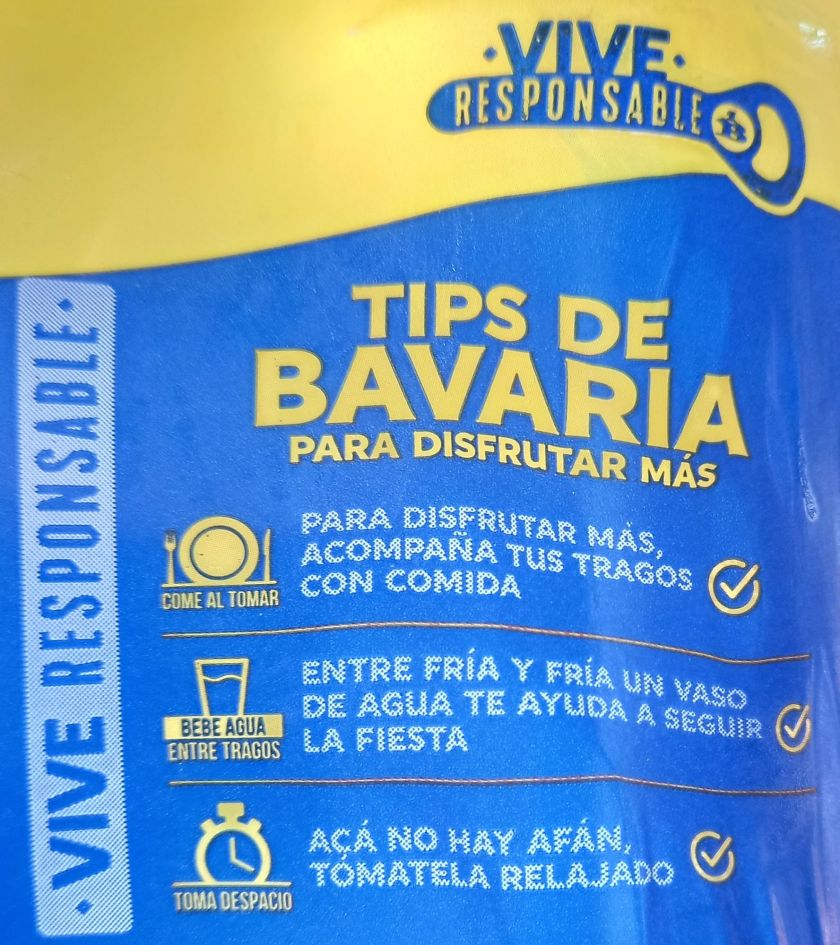 ·VIVE·
RESPONSABLE B
TIPS DE
BAVARIA
PARA DISFRUTAR MÁS
·VIVE RESPONSABLE·
COME AL TOMAR
PARA DISFRUTAR MÁS,
ACOMPAÑA TUS TRAGOS
CON COMIDA
BEBE AGUA
ENTRE TRAGOS
ENTRE FRÍA Y FRÍA UN VASO
DE AGUA TE AYUDA A SEGUIR
LA FIESTA
TOMA DESPACIO
ACÁ NO HAY AFÁN,
TÓMATELA RELAJADO